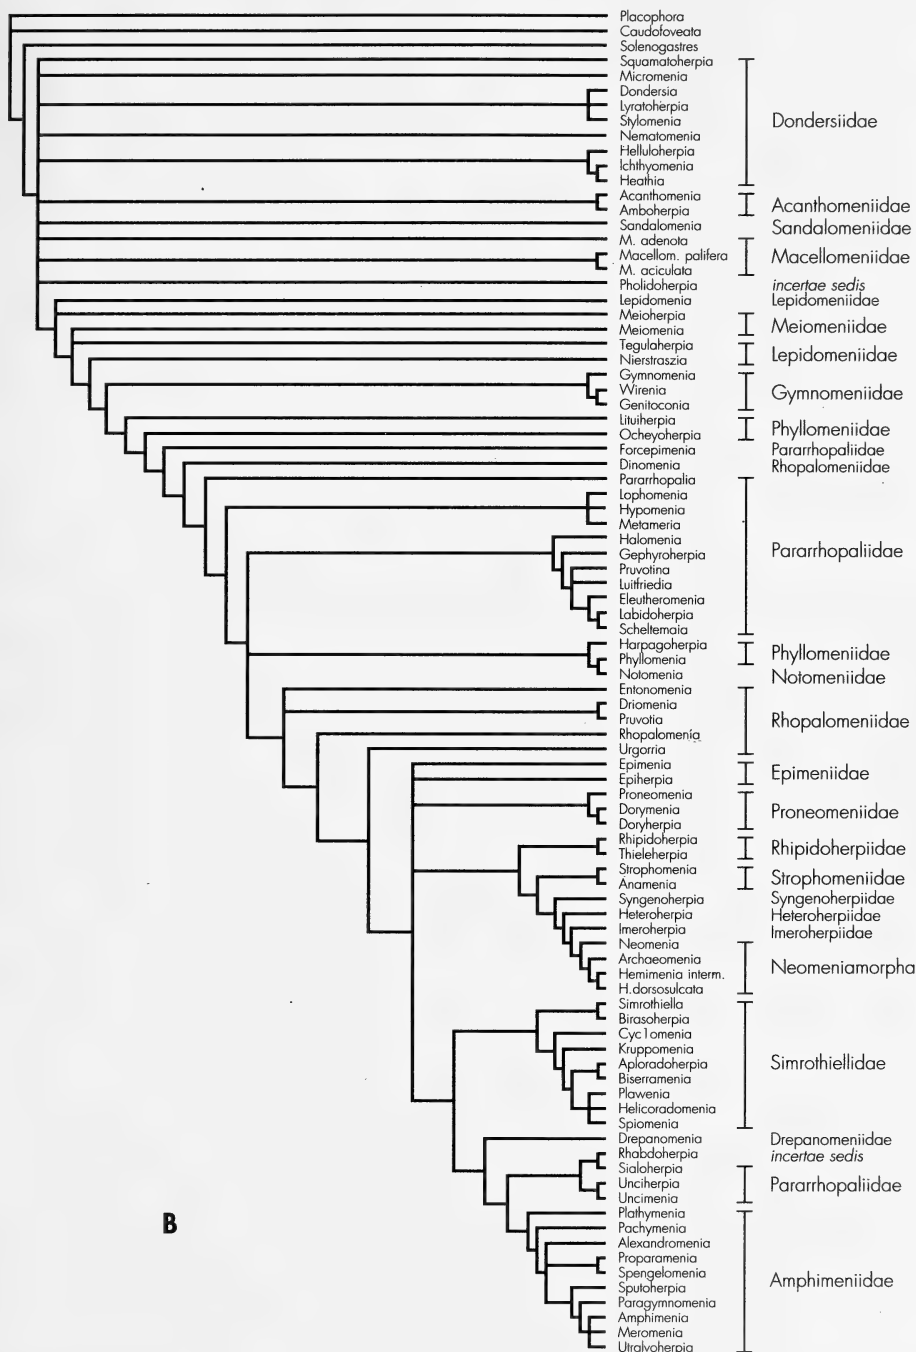 Placophora
Caudofoveata
Solenogastres
Squamatoherpia
Micromenia
Dondersia
Lyratoherpia
Stylomenia
Nematomenia
Helluloherpia
Ichthyomenia
Heathia
Dondersiidae
Acanthomenia
Amboherpia
Acanthomeniidae
Sandalomenia
Sandalomeniidae
M. adenota
Macellom. palifera
M. aciculata
Macellomeniidae
Pholidoherpia
incertae sedis
Lepidomenia
Lepidomeniidae
Meioherpia
Meiomenia
Meiomeniidae
Tegulaherpia
Nierstraszia
Lepidomeniidae
Gymnomenia
Wirenia
Genitoconia
Gymnomeniidae
Lituiherpia
Ocheyoherpia
Phyllomeniidae
Forcepimenia
Pararrhopaliidae
Dinomenia
Rhopalomeniidae
Pararrhopalia
Lophomenia
Hypomenia
Metameria
Halomenia
Gephyroherpia
Pruvotina
Luitfriedia
Eleutheromenia
Labidoherpia
Scheltemaia
Pararrhopaliidae
Harpagoherpia
Phyllomenia
Phyllomeniidae
Notomenia
Notomeniidae
Entonomenia
Driomenia
Pruvotia
Rhopalomenia
Urgorria
Rhopalomeniidae
Epimenia
Epiherpia
Epimeniidae
Proneomenia
Dorymenia
Doryherpia
Proneomeniidae
Rhipidoherpia
Thieleherpia
Rhipidoherpiidae
Strophomenia
Anamenia
Strophomeniidae
Syngenoherpia
Syngenoherpiidae
Heteroherpia
Heteroherpiidae
Imeroherpia
Imeroherpiidae
Neomenia
Archaeomenia
Hemimenia interm.
H.dorsosulcata
Neomeniamorpha
Simrothiella
Birasoherpia
Cyc1omenia
Kruppomenia
Aploradoherpia
Biserramenia
Plawenia
Helicoradomenia
Spiomenia
Simrothiellidae
Drepanomenia
Drepanomeniidae
Rhabdoherpia
incertae sedis
Sialoherpia
Unciherpia
Uncimenia
Pararrhopaliidae
Plathymenia
Pachymenia
Alexandromenia
Proparamenia
Spengelomenia
Sputoherpia
Paragymnomenia
Amphimenia
Meromenia
Utralvoherpia
Amphimeniidae
B